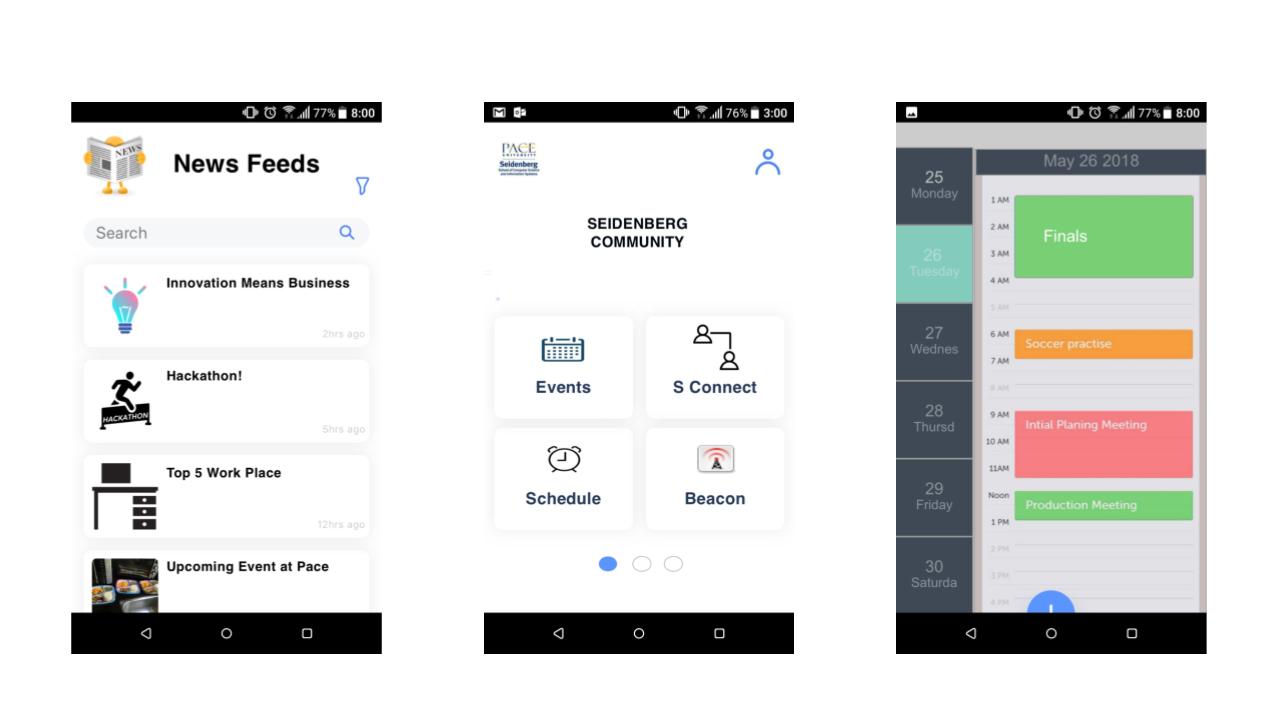 77% 8:00
NEWS
News Feeds
Search
Innovation Means Business
2hrs ago
Hackathon!
HACKATHON
5hrs ago
Top 5 Work Place
12hrs ago
Upcoming Event at Pace
76% 3:00
PACE
UNIVERSITY
Seidenberg
School of Computer Science
and Information Systems
SEIDENBERG
COMMUNITY
Events
S Connect
Schedule
Beacon
77% 8:00
May 26 2018
25
Monday
26
Tuesday
27
Wednes
28
Thursd
29
Friday
30
Saturda
1 AM
2 AM
3 AM
4 AM
5 AM
6 AM
7 AM
8 AM
9 AM
10 AM
11AM
Noon
1 PM
2 PM
3 PM
4 PM
Finals
Soccer practise
Intial Planing Meeting
Production Meeting